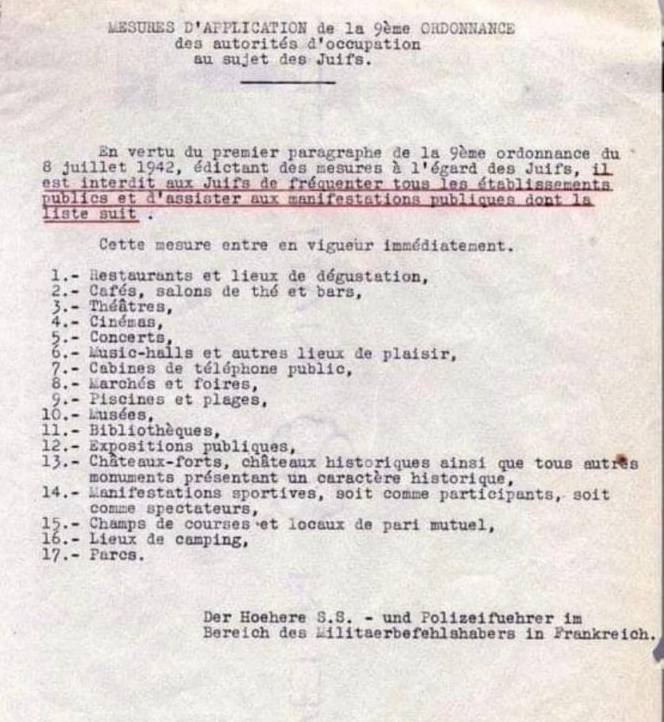 MESURES D'APPLICATION de la 9ème ORDONNANCE
des autorités d'occupation
au sujet des Juifs.
En vertu du premier paragraphe de la 9ème ordonnance du
8 juillet 1942, édictant des mesures à l'égard des Juifs, il
est interdit aux Juifs de fréquenter tous les établissements
publics et d'assister aux manifestations publiques dont la
liste suit .
Cette mesure entre en vigueur immédiatement.
1.- Restaurants et lieux de dégustation,
2.- Cafés, salons de thé et bars,
3.- Théâtres,
4.- Cinémas,
5.- Concerts,
6.- Music-halls et autres lieux de plaisir,
7.- Cabines de téléphone public,
8.- Marchés et foires,
9.- Piscines et plages,
10.- Musées,
11.- Bibliothèques,
12.- Expositions publiques,
13.- Châteaux-forts, châteaux historiques ainsi que tous autres
monuments présentant un caractère historique,
14.- Manifestations sportives, soit comme participants, soit
comme spectateurs,
15.- Champs de courses et locaux de pari mutuel,
16.- Lieux de camping,
17.- Parcs.
Der Hoehere S.S. - und Polizeifuehrer im
Bereich des Militaerbefehlshabers in Frankreich.